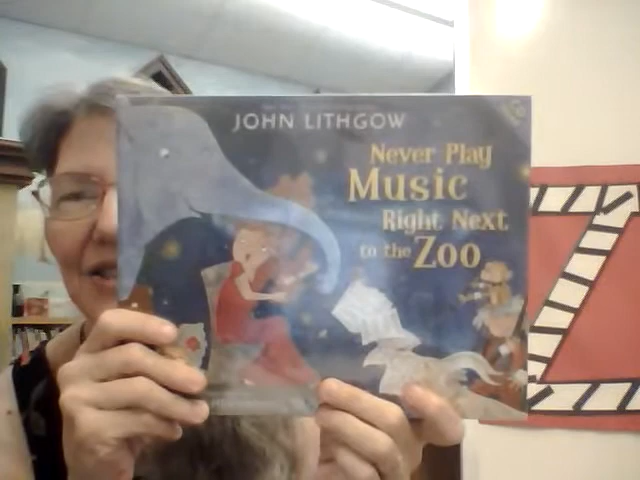 JOHN LITHGOW
Never Play
Music
Right Next
to the Zoo
Z